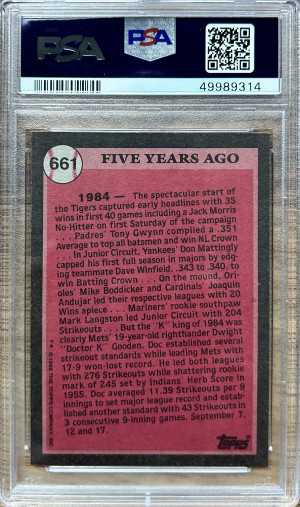 PSA
PSA
49989314
661
FIVE YEARS AGO
1984 — The spectacular start of
the Tigers captured early headlines with 35
wins in first 40 games including a Jack Morris
No-Hitter on first Saturday of the campaign
. . . Padres' Tony Gwynn compiled a .351
Average to top all batsmen and win NL Crown
. . . In Junior Circuit, Yankees' Don Mattingly
capped his first full season in majors by edg-
ing teammate Dave Winfield, .343 to .340, to
win Batting Crown . . . On the mound, Ori-
oles' Mike Boddicker and Cardinals' Joaquin
Andujar led their respective leagues with 20
Wins apiece . . . Mariners' rookie southpaw
Mark Langston led Junior Circuit with 204
Strikeouts . . . But the "K" king of 1984 was
clearly Mets' 19-year-old righthander Dwight
"Doctor K" Gooden. Doc established several
strikeout standards while leading Mets with
17-9 won-lost record. He led both leagues
with 276 Strikeouts while shattering rookie
mark of 245 set by Indians' Herb Score in
1955. Doc averaged 11.39 Strikeouts per 9
innings to set major league record and estab-
lished another standard with 43 Strikeouts in
3 consecutive 9-inning games, September 7,
12 and 17.
topps